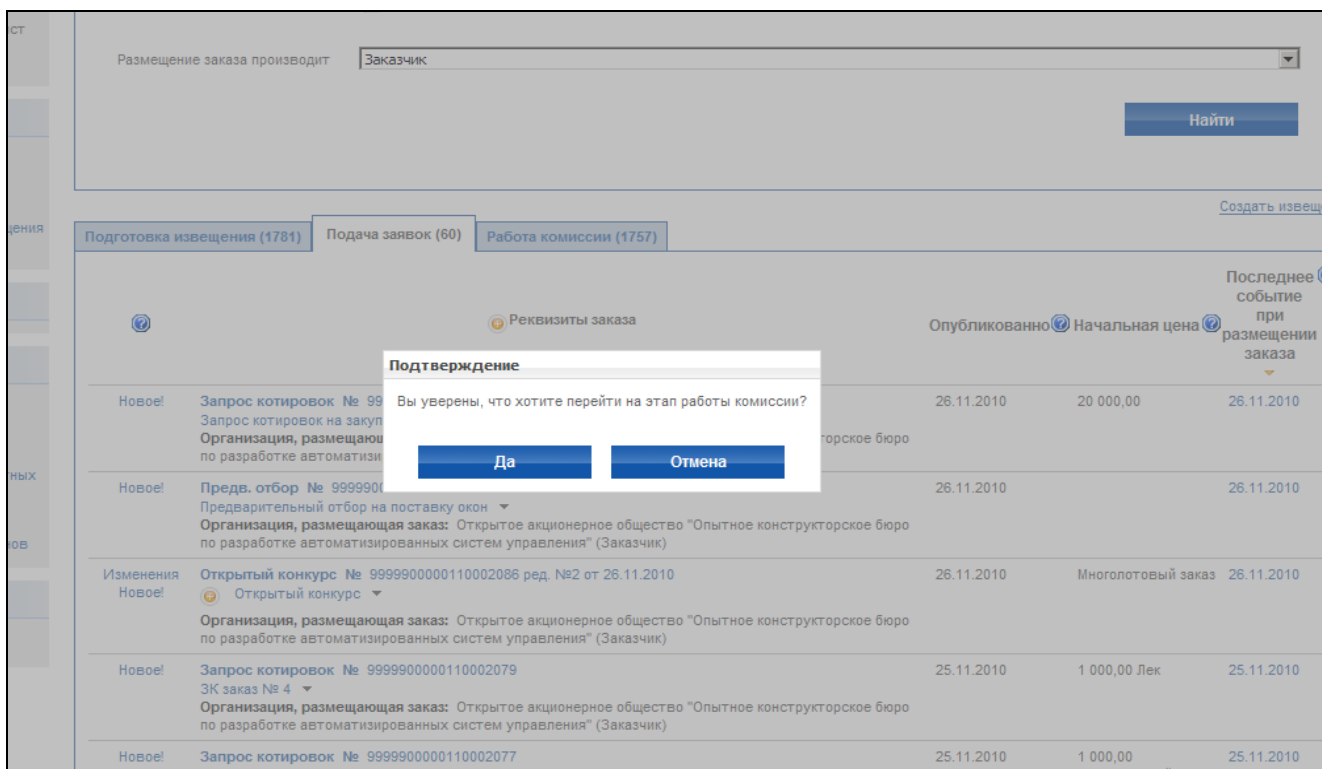 ст
Размещение заказа производит Заказчик
Найти
Создать извещ
щения
Подготовка извещения (1781) Подача заявок (60) Работа комиссии (1757)
Реквизиты заказа Опубликованно Начальная цена Последнее
событие
при
размещении
заказа
Подтверждение
Вы уверены, что хотите перейти на этап работы комиссии?
Да Отмена
Новое! Запрос котировок № 99 26.11.2010 20 000,00 26.11.2010
Запрос котировок на закуп
Организация, размещающ торское бюро
по разработке автоматизи
тных
Новое! Предв. отбор № 999990 26.11.2010 26.11.2010
Предварительный отбор на поставку окон
Организация, размещающая заказ: Открытое акционерное общество "Опытное конструкторское бюро
по разработке автоматизированных систем управления" (Заказчик)
нов
Изменения Открытый конкурс № 9999900000110002086 ред. №2 от 26.11.2010 26.11.2010 Многолотовый заказ 26.11.2010
Новое! Открытый конкурс
Организация, размещающая заказ: Открытое акционерное общество "Опытное конструкторское бюро
по разработке автоматизированных систем управления" (Заказчик)
Новое! Запрос котировок № 9999900000110002079 25.11.2010 1 000,00 Лек 25.11.2010
ЗК заказ № 4
Организация, размещающая заказ: Открытое акционерное общество "Опытное конструкторское бюро
по разработке автоматизированных систем управления" (Заказчик)
Новое! Запрос котировок № 9999900000110002077 25.11.2010 1 000,00 25.11.2010